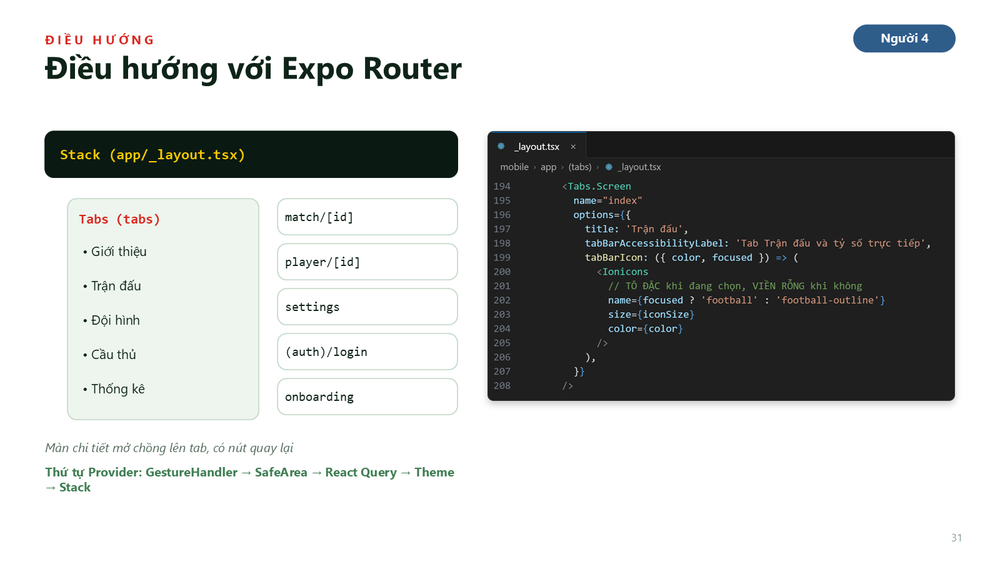 ĐIỀU HƯỚNG
Điều hướng với Expo Router
Người 4
Stack (app/_layout.tsx)
Tabs (tabs)
• Giới thiệu
• Trận đấu
• Đội hình
• Cầu thủ
• Thống kê
match/[id]
player/[id]
settings
(auth)/login
onboarding
Màn chi tiết mở chồng lên tab, có nút quay lại
Thứ tự Provider: GestureHandler → SafeArea → React Query → Theme
→ Stack
_layout.tsx ×
mobile › app › (tabs) › _layout.tsx
194 <Tabs.Screen
195 name="index"
196 options={{
197 title: 'Trận đấu',
198 tabBarAccessibilityLabel: 'Tab Trận đấu và tỷ số trực tiếp',
199 tabBarIcon: ({ color, focused }) => (
200 <Ionicons
201 // TÔ ĐẶC khi đang chọn, VIỀN RỖNG khi không
202 name={focused ? 'football' : 'football-outline'}
203 size={iconSize}
204 color={color}
205 />
206 ),
207 }}
208 />
31